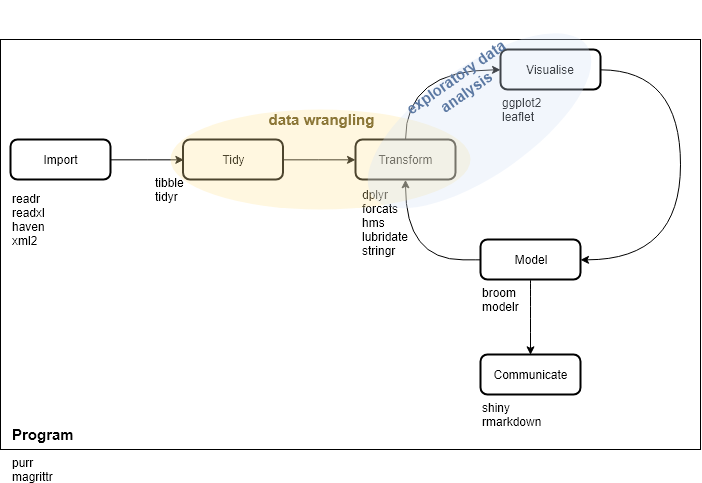 exploratory data
analysis
Visualise
ggplot2
leaflet
data wrangling
Import
Tidy
Transform
readr
readxl
haven
xml2
tibble
tidyr
dplyr
forcats
hms
lubridate
stringr
Model
broom
modelr
Communicate
shiny
rmarkdown
Program
purr
magrittr